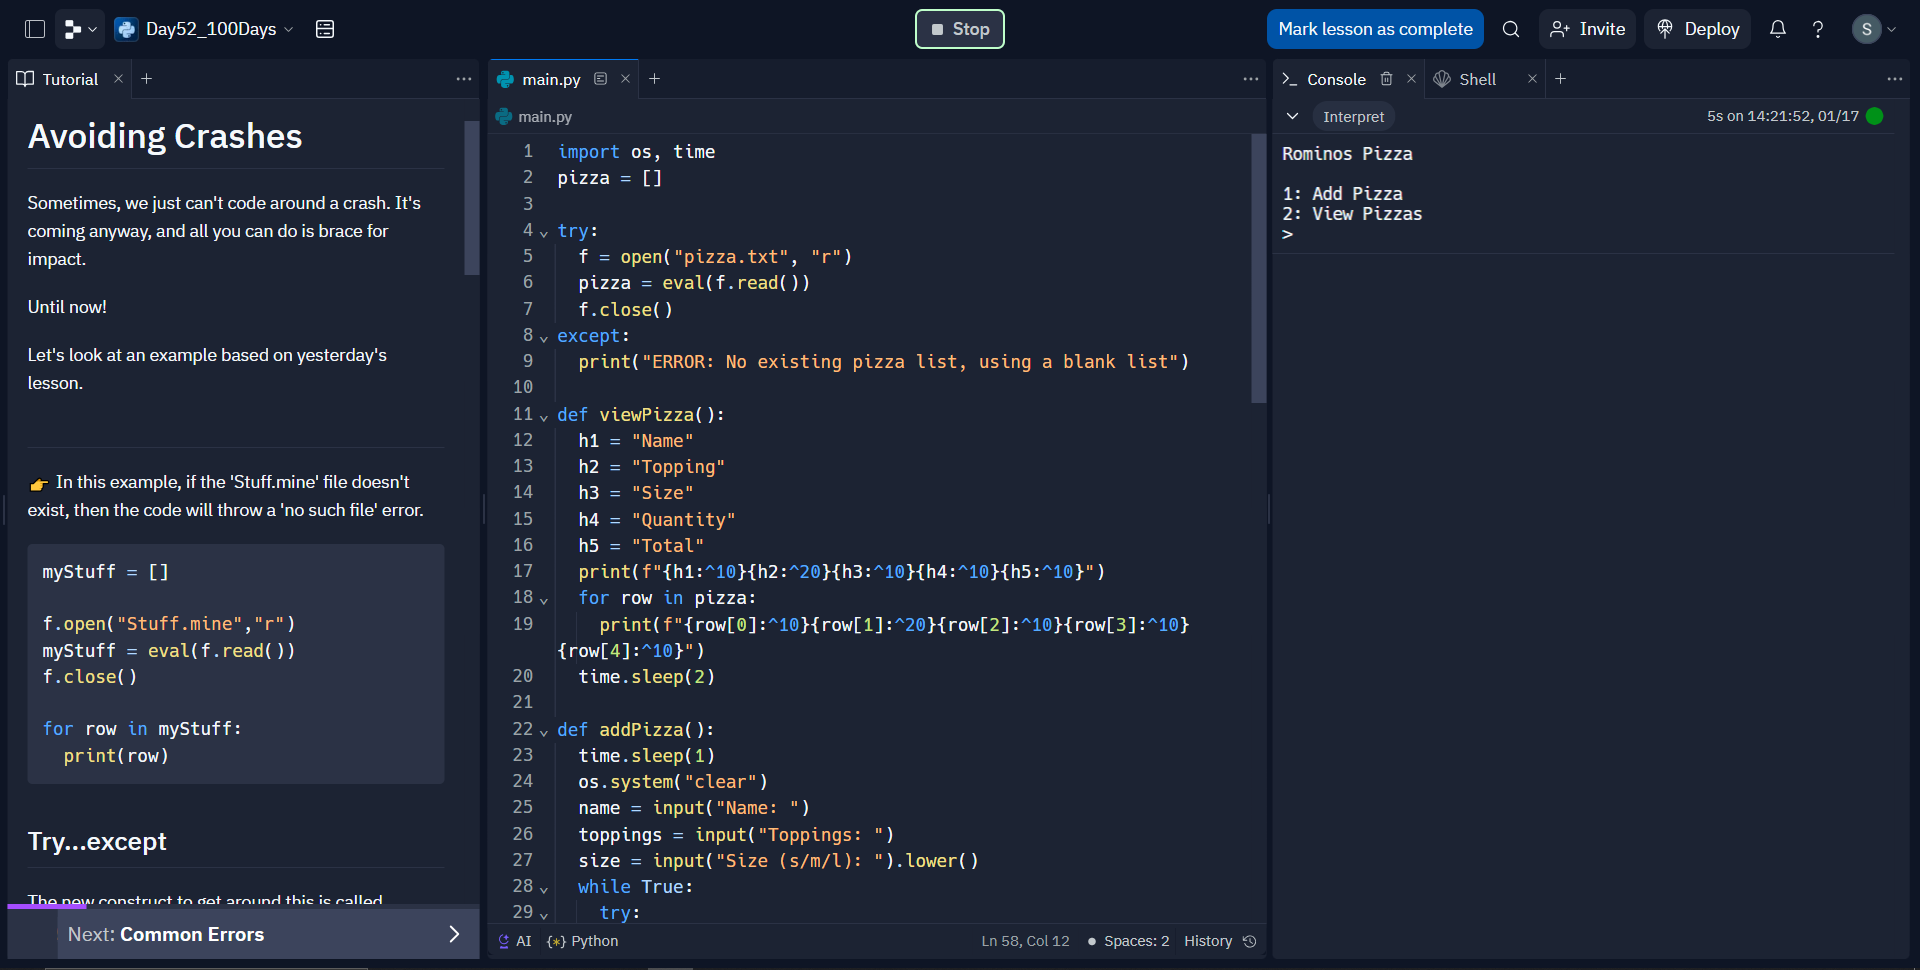 Day52_100Days
Stop
Mark lesson as complete
Invite
Deploy
S
Tutorial
Avoiding Crashes
Sometimes, we just can't code around a crash. It's
coming anyway, and all you can do is brace for
impact.
Until now!
Let's look at an example based on yesterday's
lesson.
👉 In this example, if the 'Stuff.mine' file doesn't
exist, then the code will throw a 'no such file' error.
myStuff = []
f.open("Stuff.mine","r")
myStuff = eval(f.read())
f.close()
for row in myStuff:
  print(row)
Try...except
The new construct to get around this is called
Next: Common Errors
main.py
main.py
1 import os, time
2 pizza = []
3
4 try:
5   f = open("pizza.txt", "r")
6   pizza = eval(f.read())
7   f.close()
8 except:
9   print("ERROR: No existing pizza list, using a blank list")
10
11 def viewPizza():
12   h1 = "Name"
13   h2 = "Topping"
14   h3 = "Size"
15   h4 = "Quantity"
16   h5 = "Total"
17   print(f"{h1:^10}{h2:^20}{h3:^10}{h4:^10}{h5:^10}")
18   for row in pizza:
19     print(f"{row[0]:^10}{row[1]:^20}{row[2]:^10}{row[3]:^10}
{row[4]:^10}")
20   time.sleep(2)
21
22 def addPizza():
23   time.sleep(1)
24   os.system("clear")
25   name = input("Name: ")
26   toppings = input("Toppings: ")
27   size = input("Size (s/m/l): ").lower()
28   while True:
29     try:
AI
Python
Ln 58, Col 12
Spaces: 2
History
Console
Shell
Interpret
5s on 14:21:52, 01/17
Rominos Pizza
1: Add Pizza
2: View Pizzas
>